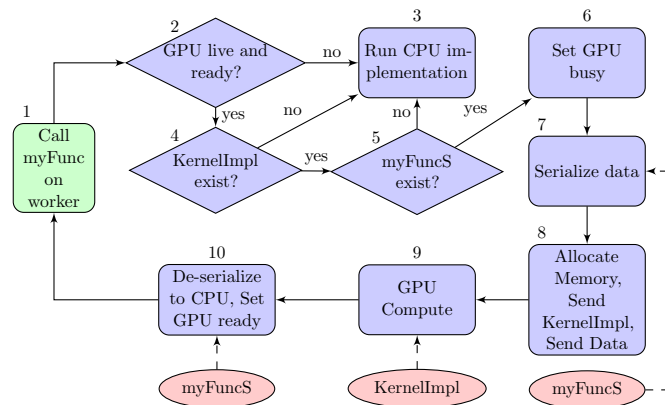 1
Call
myFunc
on
worker
2
GPU live and
ready?
no
yes
3
Run CPU im-
plementation
4
KernelImpl
exist?
no
yes
5
myFuncS
exist?
no
yes
6
Set GPU
busy
7
Serialize data
8
Allocate
Memory,
Send
KernelImpl,
Send Data
9
GPU
Compute
10
De-serialize
to CPU, Set
GPU ready
myFuncS
KernelImpl
myFuncS